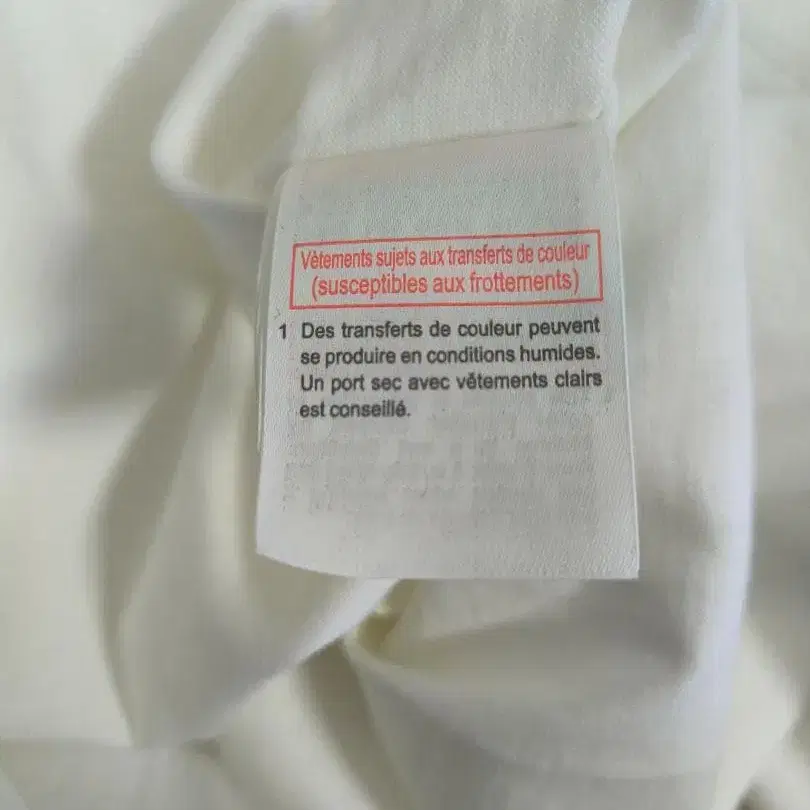 Vêtements sujets aux transferts de couleur
(susceptibles aux frottements)
1 Des transferts de couleur peuvent
se produire en conditions humides.
Un port sec avec vêtements clairs
est conseillé.